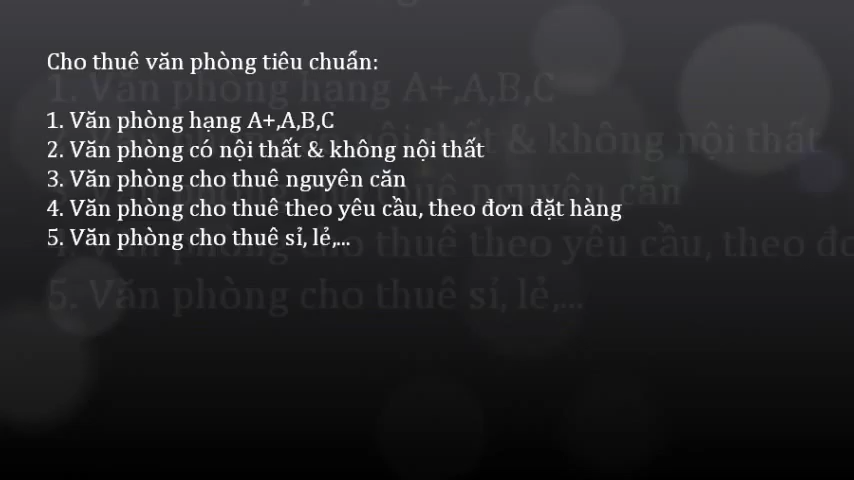 Cho thuê văn phòng tiêu chuẩn:
1. Văn phòng hạng A+,A,B,C
2. Văn phòng có nội thất & không nội thất
3. Văn phòng cho thuê nguyên căn
4. Văn phòng cho thuê theo yêu cầu, theo đơn đặt hàng
5. Văn phòng cho thuê sỉ, lẻ,...